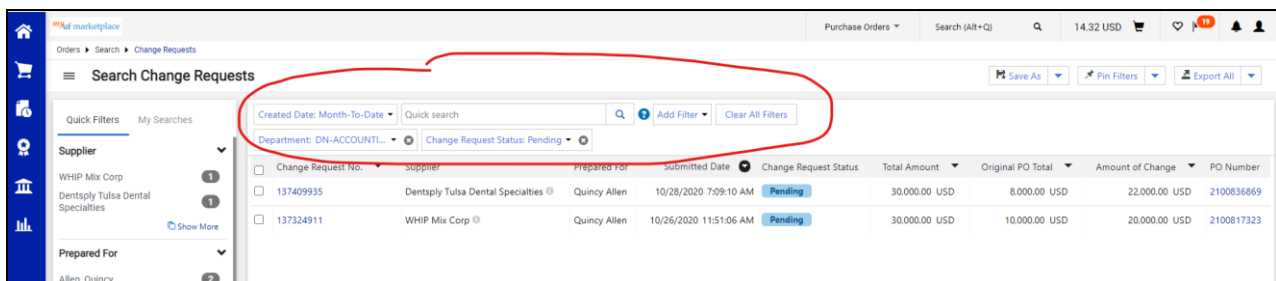 myuf marketplace
Purchase Orders
Search (Alt+Q)
14.32 USD
19
Orders Search Change Requests
Search Change Requests
Save As
Pin Filters
Export All
Quick Filters My Searches
Created Date: Month-To-Date
Quick search
? Add Filter
Clear All Filters
Department: DN-ACCOUNTI...
Change Request Status: Pending
Supplier
WHIP Mix Corp 1
Dentsply Tulsa Dental
Specialties 1
Show More
Prepared For
Allen, Quincy 2
Change Request No. Supplier Prepared For Submitted Date Change Request Status Total Amount Original PO Total Amount of Change PO Number
137409935 Dentsply Tulsa Dental Specialties Quincy Allen 10/28/2020 7:09:10 AM Pending 30,000.00 USD 8,000.00 USD 22,000.00 USD 2100836869
137324911 WHIP Mix Corp Quincy Allen 10/26/2020 11:51:06 AM Pending 30,000.00 USD 10,000.00 USD 20,000.00 USD 2100817323